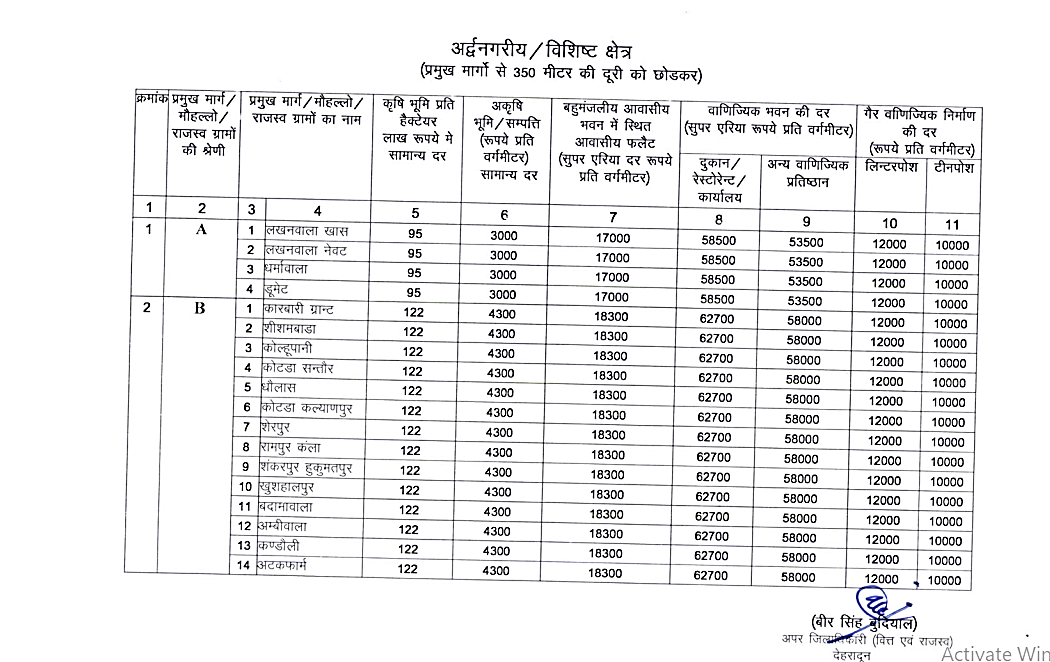 अर्द्वनगरीय/विशिष्ट क्षेत्र
(प्रमुख मार्गो से 350 मीटर की दूरी को छोडकर)
क्रमांक प्रमुख मार्ग/ मौहल्लो/ राजस्व ग्रामों की श्रेणी प्रमुख मार्ग/मौहल्लो/ राजस्व ग्रामों का नाम कृषि भूमि प्रति हैक्टेयर लाख रूपये मे सामान्य दर अकृषि भूमि/सम्पत्ति (रूपये प्रति वर्गमीटर) सामान्य दर बहुमंजलीय आवासीय भवन में स्थित आवासीय फलैट (सुपर एरिया दर रूपये प्रति वर्गमीटर) वाणिज्यिक भवन की दर (सुपर एरिया रूपये प्रति वर्गमीटर) गैर वाणिज्यिक निर्माण की दर (रूपये प्रति वर्गमीटर)
दुकान/ रेस्टोरेन्ट/ कार्यालय अन्य वाणिज्यिक प्रतिष्ठान लिन्टरपोश टीनपोश
1 2 3 4 5 6 7 8 9 10 11
1 A 1 लखनवाला खास 95 3000 17000 58500 53500 12000 10000
2 लखनवाला नेवट 95 3000 17000 58500 53500 12000 10000
3 धर्मावाला 95 3000 17000 58500 53500 12000 10000
4 डूमेट 95 3000 17000 58500 53500 12000 10000
2 B 1 कारबारी ग्रान्ट 122 4300 18300 62700 58000 12000 10000
2 शीशमबाडा 122 4300 18300 62700 58000 12000 10000
3 कोल्हूपानी 122 4300 18300 62700 58000 12000 10000
4 कोटडा सन्तौर 122 4300 18300 62700 58000 12000 10000
5 धौलास 122 4300 18300 62700 58000 12000 10000
6 कोटडा कल्याणपुर 122 4300 18300 62700 58000 12000 10000
7 शेरपुर 122 4300 18300 62700 58000 12000 10000
8 रामपुर कंला 122 4300 18300 62700 58000 12000 10000
9 शंकरपुर हुकुमतपुर 122 4300 18300 62700 58000 12000 10000
10 खुशहालपुर 122 4300 18300 62700 58000 12000 10000
11 बदामावाला 122 4300 18300 62700 58000 12000 10000
12 अम्बीवाला 122 4300 18300 62700 58000 12000 10000
13 कण्डौली 122 4300 18300 62700 58000 12000 10000
14 अटकफार्म 122 4300 18300 62700 58000 12000 10000
(बीर सिंह बुदियाल)
अपर जिलाधिकारी (वित्त एवं राजस्व)
देहरादून
Activate Win